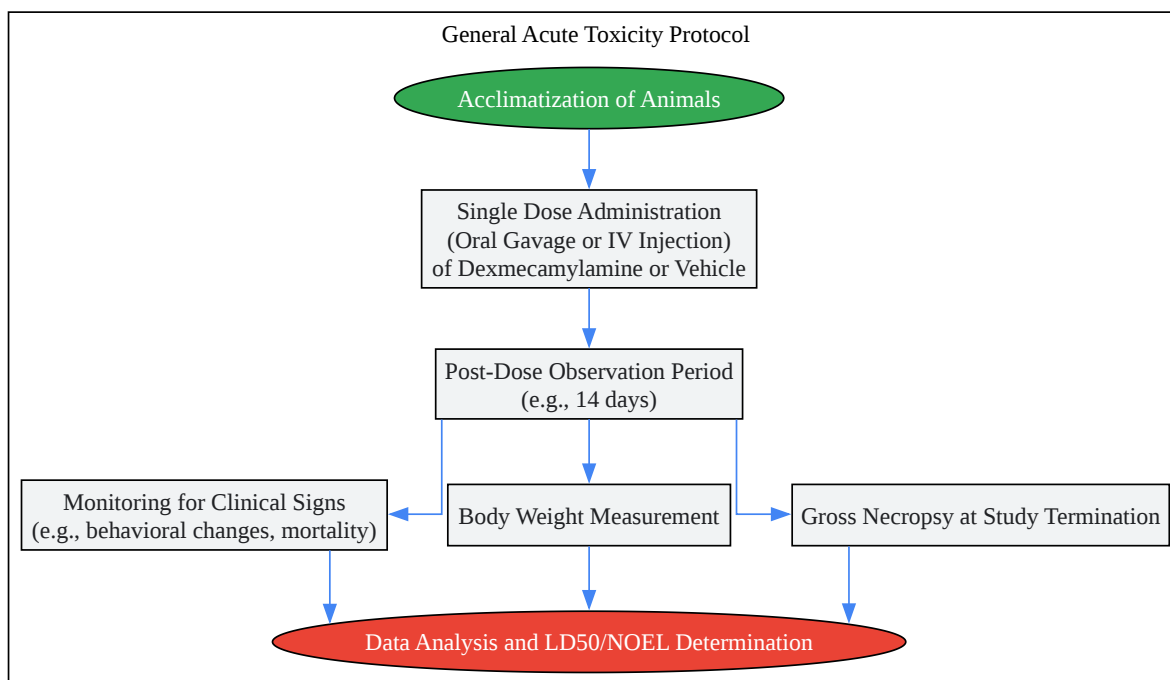 General Acute Toxicity Protocol
Acclimatization of Animals
Single Dose Administration
(Oral Gavage or IV Injection)
of Dexmecamylamine or Vehicle
Post-Dose Observation Period
(e.g., 14 days)
Monitoring for Clinical Signs
(e.g., behavioral changes, mortality)
Body Weight Measurement
Gross Necropsy at Study Termination
Data Analysis and LD50/NOEL Determination